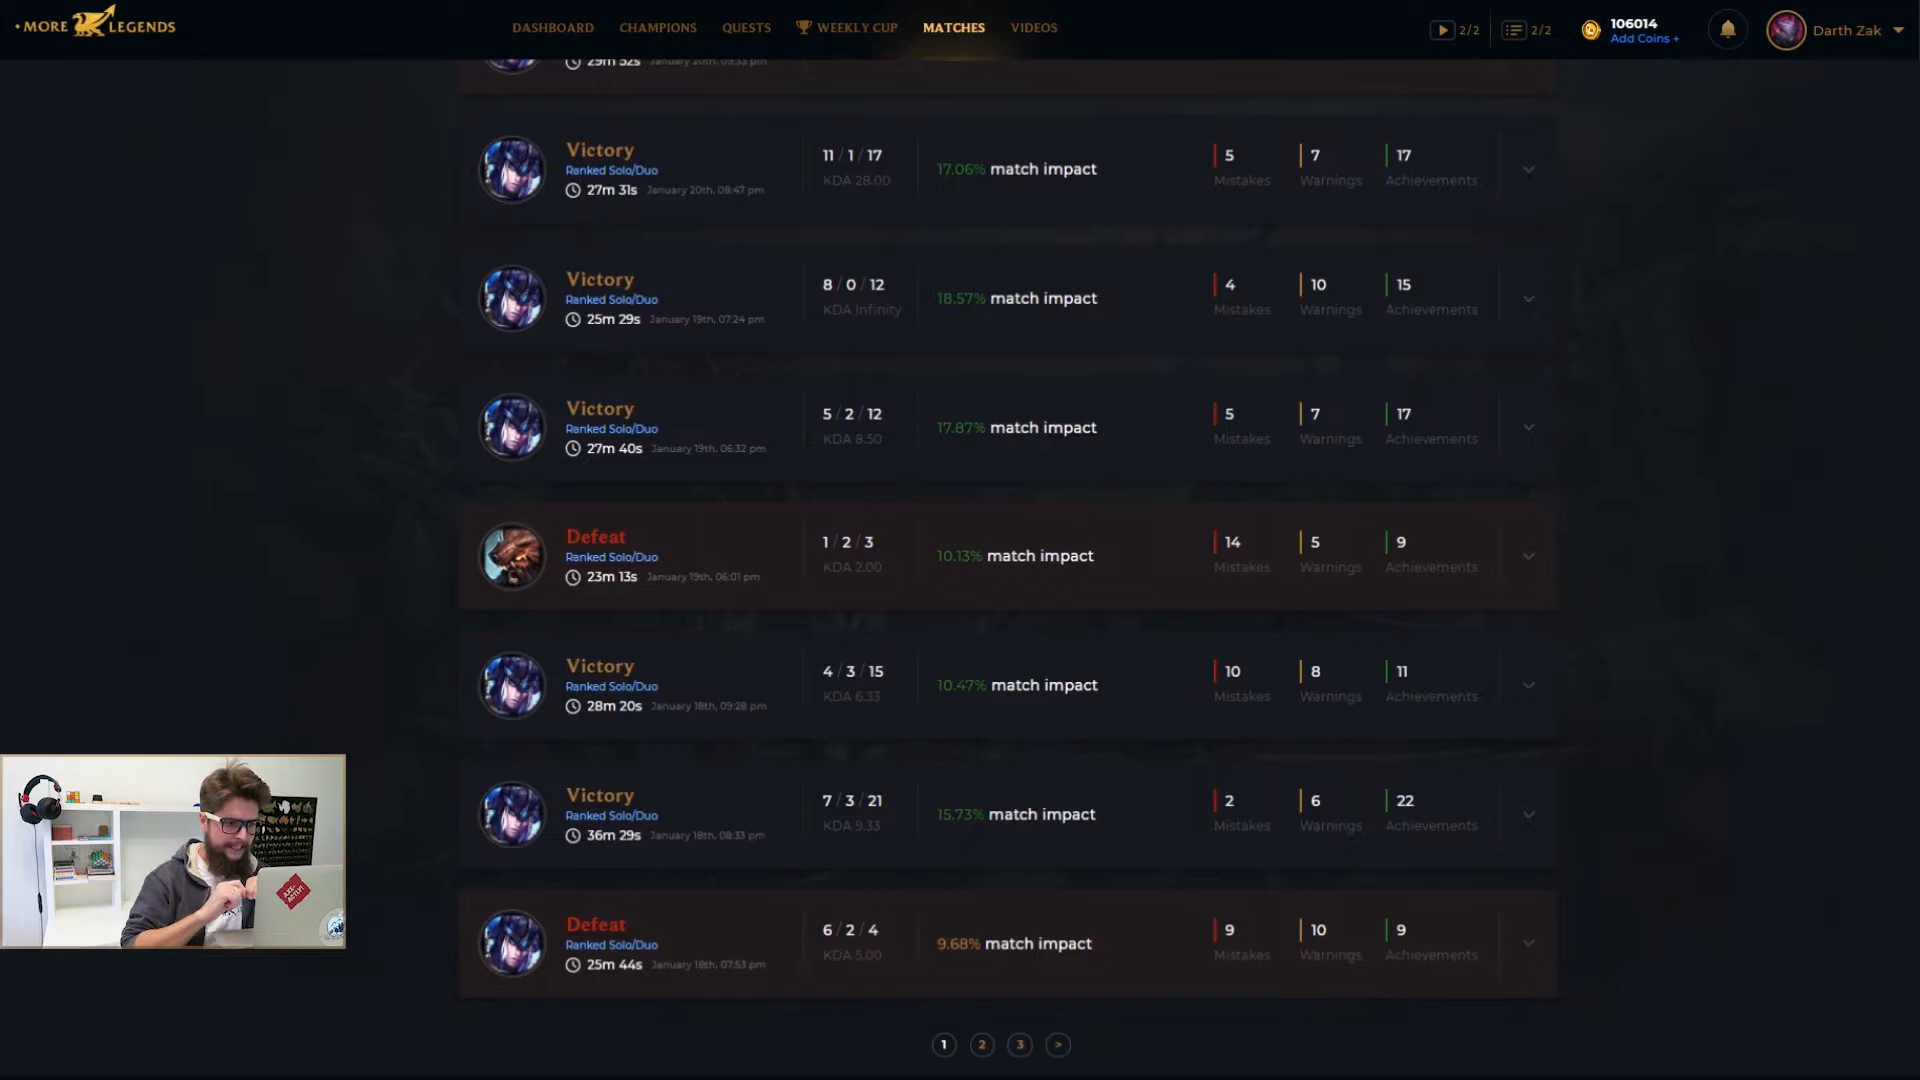 MORE LEGENDS
DASHBOARD CHAMPIONS QUESTS WEEKLY CUP MATCHES VIDEOS
2/2 2/2 106014 Darth Zak
Add Coins +
29m 52s January 20th, 09:33 pm
Victory
Ranked Solo/Duo
27m 31s January 20th, 08:47 pm
11 / 1 / 17
KDA 28.00
17.06% match impact
5 7 17
Mistakes Warnings Achievements
Victory
Ranked Solo/Duo
25m 29s January 19th, 07:24 pm
8 / 0 / 12
KDA Infinity
18.57% match impact
4 10 15
Mistakes Warnings Achievements
Victory
Ranked Solo/Duo
27m 40s January 19th, 06:32 pm
5 / 2 / 12
KDA 8.50
17.87% match impact
5 7 17
Mistakes Warnings Achievements
Defeat
Ranked Solo/Duo
23m 13s January 19th, 06:01 pm
1 / 2 / 3
KDA 2.00
10.13% match impact
14 5 9
Mistakes Warnings Achievements
Victory
Ranked Solo/Duo
28m 20s January 18th, 09:28 pm
4 / 3 / 15
KDA 6.33
10.47% match impact
10 8 11
Mistakes Warnings Achievements
Victory
Ranked Solo/Duo
36m 29s January 18th, 08:33 pm
7 / 3 / 21
KDA 9.33
15.73% match impact
2 6 22
Mistakes Warnings Achievements
Defeat
Ranked Solo/Duo
25m 44s January 18th, 07:53 pm
6 / 2 / 4
KDA 5.00
9.68% match impact
9 10 9
Mistakes Warnings Achievements
1 2 3 >